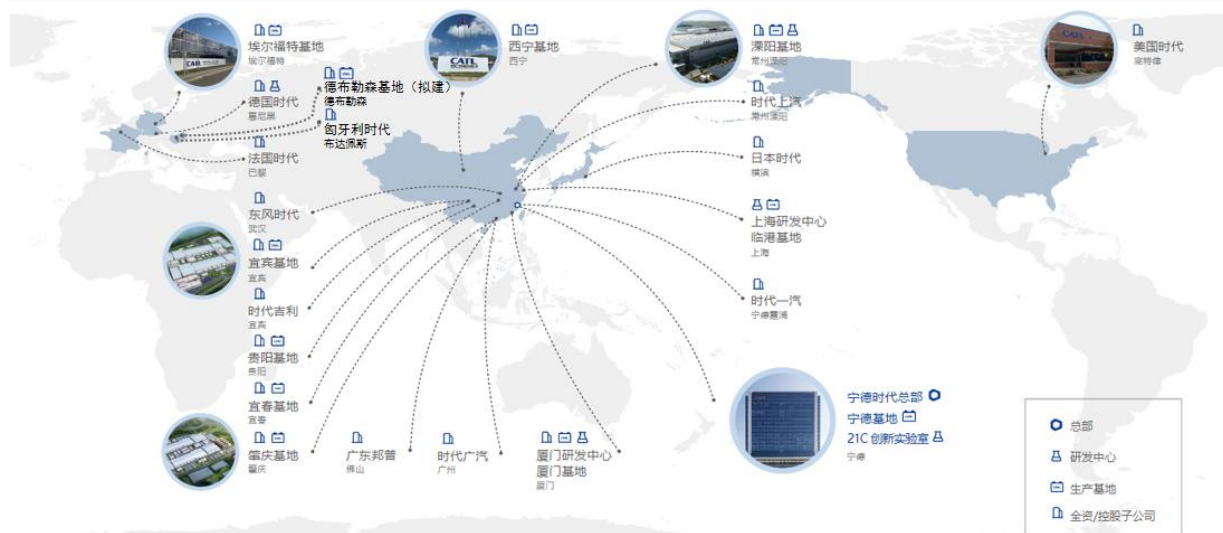 埃尔福特基地
埃尔福特
西宁基地
西宁
CATL
溧阳基地
常州溧阳
CATL
美国时代
底特律
德国时代
慕尼黑
德布勒森基地（拟建）
德布勒森
匈牙利时代
布达佩斯
法国时代
巴黎
时代上汽
常州溧阳
日本时代
横滨
东风时代
武汉
上海研发中心
临港基地
上海
宜宾基地
宜宾
时代吉利
宜宾
时代一汽
宁德霞浦
贵阳基地
贵阳
宜春基地
宜春
肇庆基地
肇庆
广东邦普
佛山
时代广汽
广州
厦门研发中心
厦门基地
厦门
宁德时代总部
宁德基地
21C 创新实验室
宁德
总部
研发中心
生产基地
全资/控股子公司